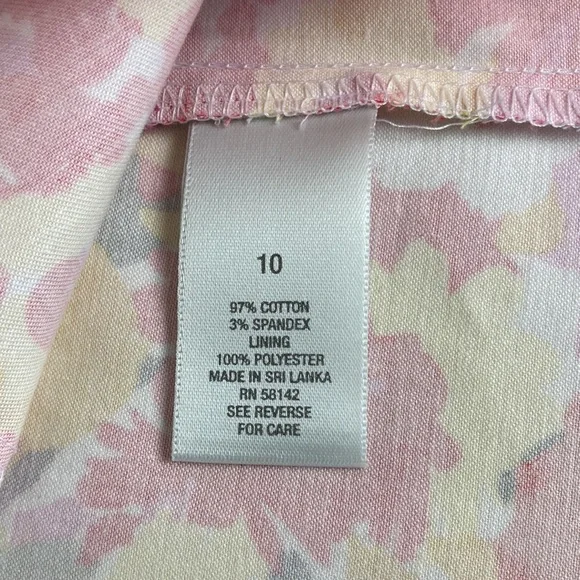 10
97% COTTON
3% SPANDEX
LINING
100% POLYESTER
MADE IN SRI LANKA
RN 58142
SEE REVERSE
FOR CARE